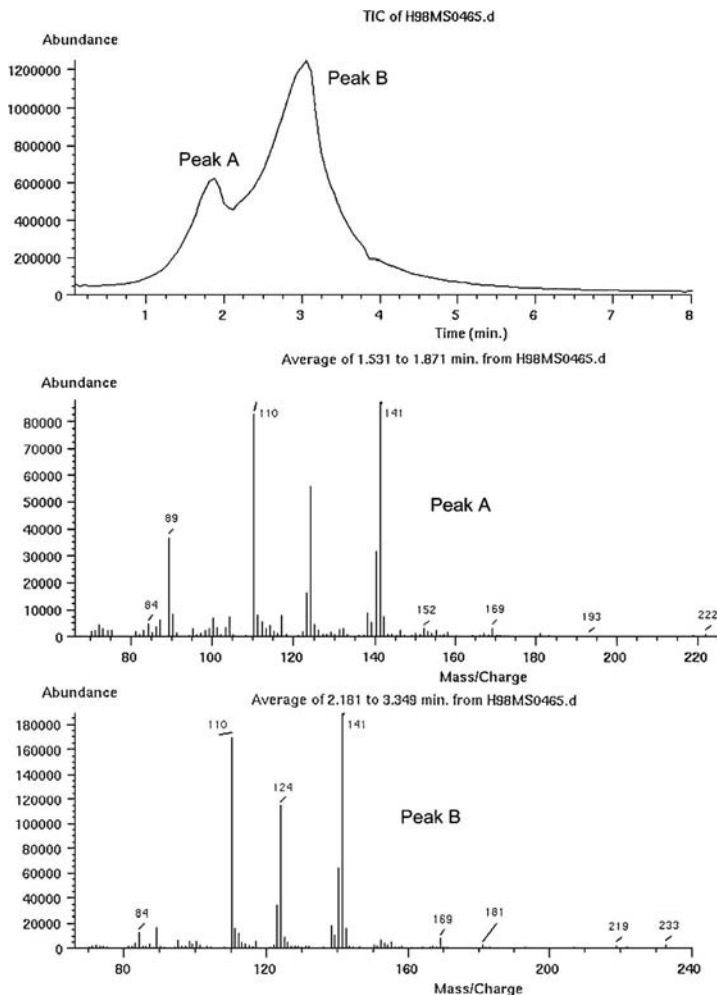 TIC of H98MS0465.d
Abundance
1200000
1000000
800000
600000
400000
200000
0
Peak A
Peak B
1 2 3 4 5 6 7 8
Time (min.)
Average of 1.531 to 1.871 min. from H98MS0465.d
Abundance
80000
70000
60000
50000
40000
30000
20000
10000
0
84
89
110
141
152
169
193
222
Peak A
80 100 120 140 160 180 200 220
Mass/Charge
Average of 2.181 to 3.349 min. from H98MS0465.d
Abundance
180000
160000
140000
120000
100000
80000
60000
40000
20000
0
84
110
124
141
169
181
219
233
Peak B
80 120 160 200 240
Mass/Charge